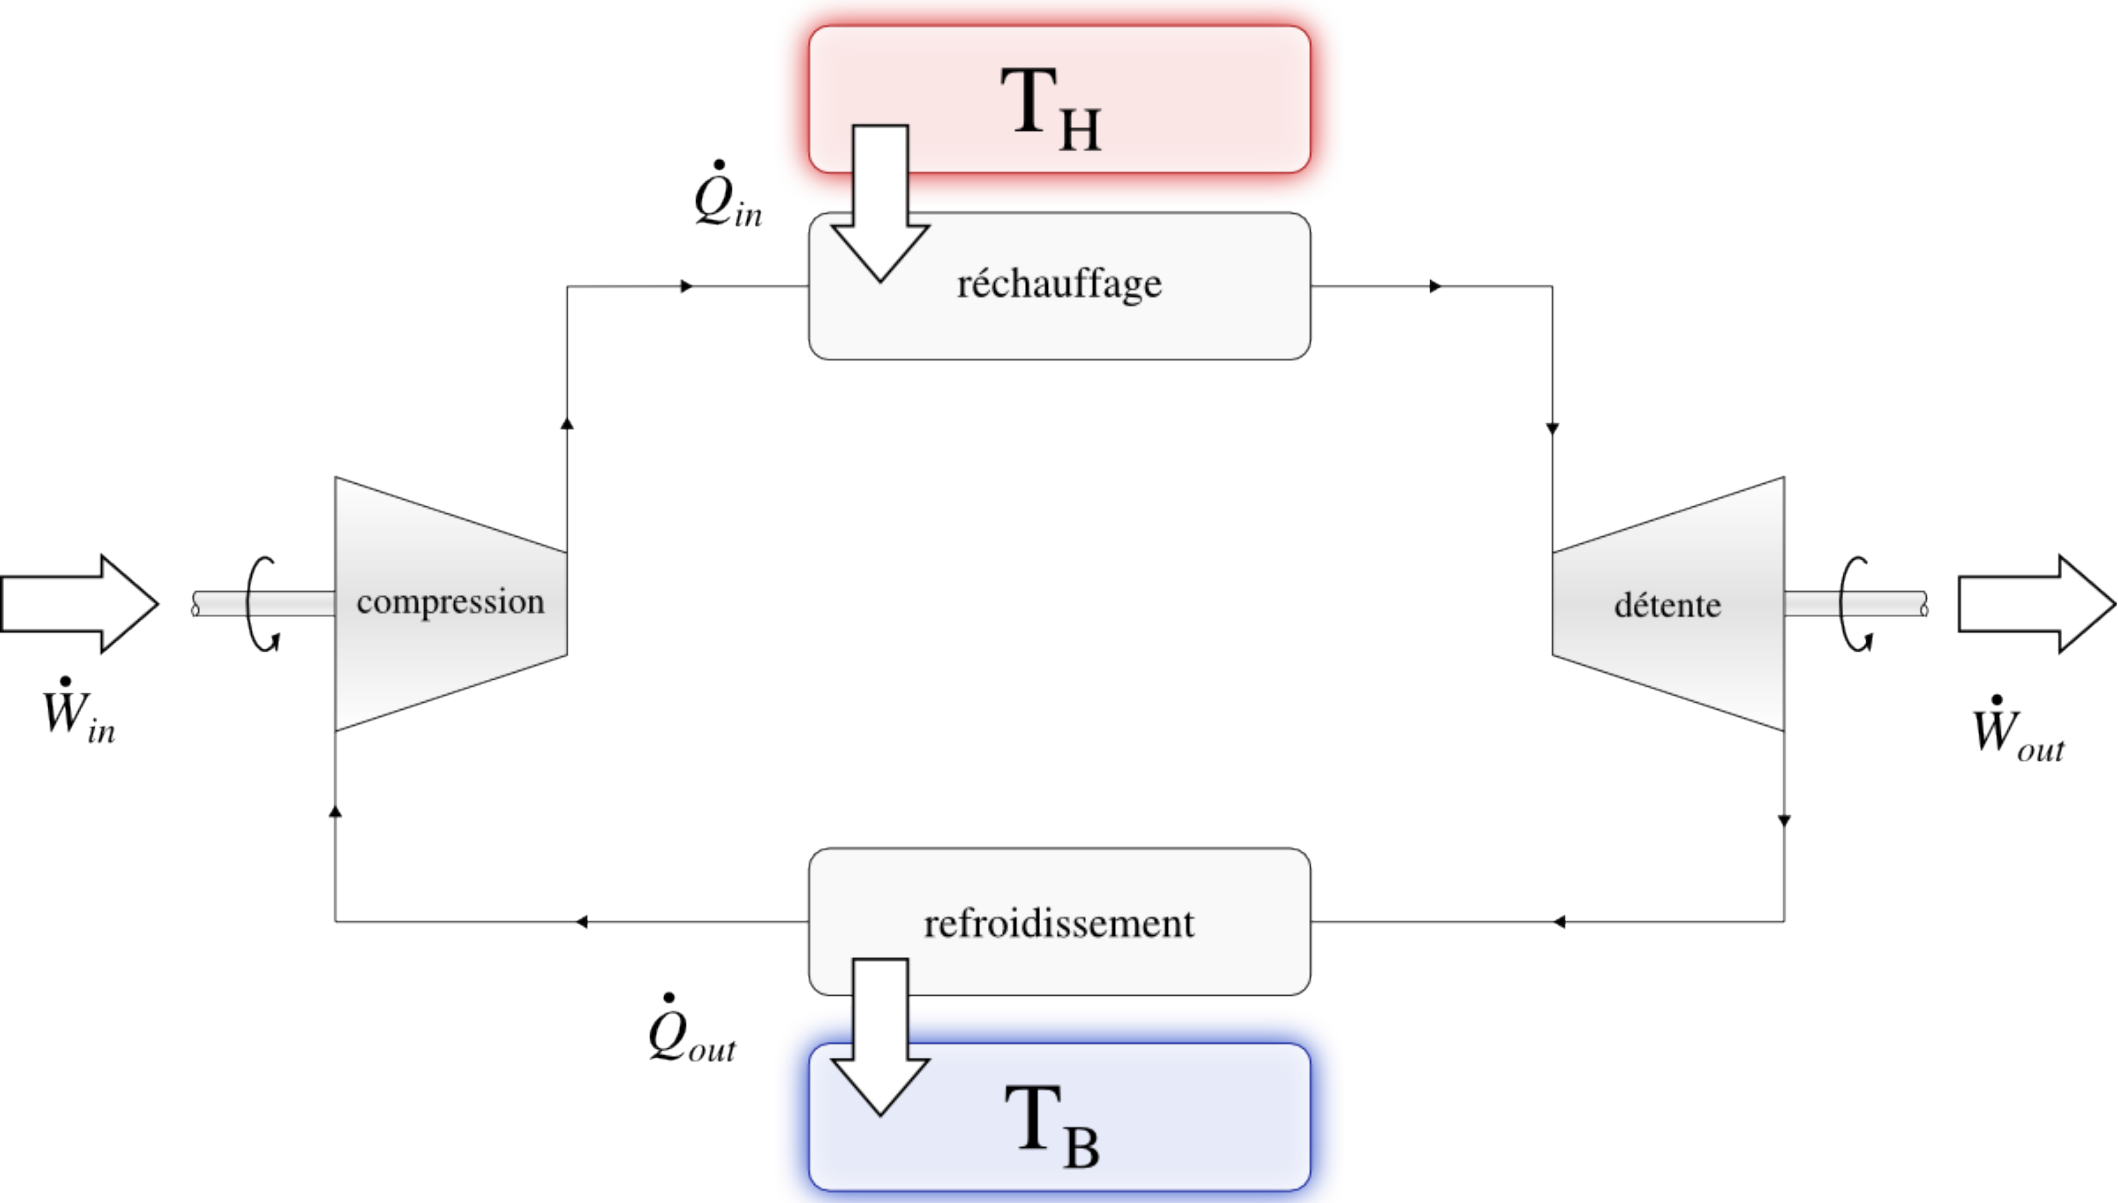 T_H
Q̇_in
réchauffage
compression
détente
Ẇ_in
Ẇ_out
refroidissement
Q̇_out
T_B